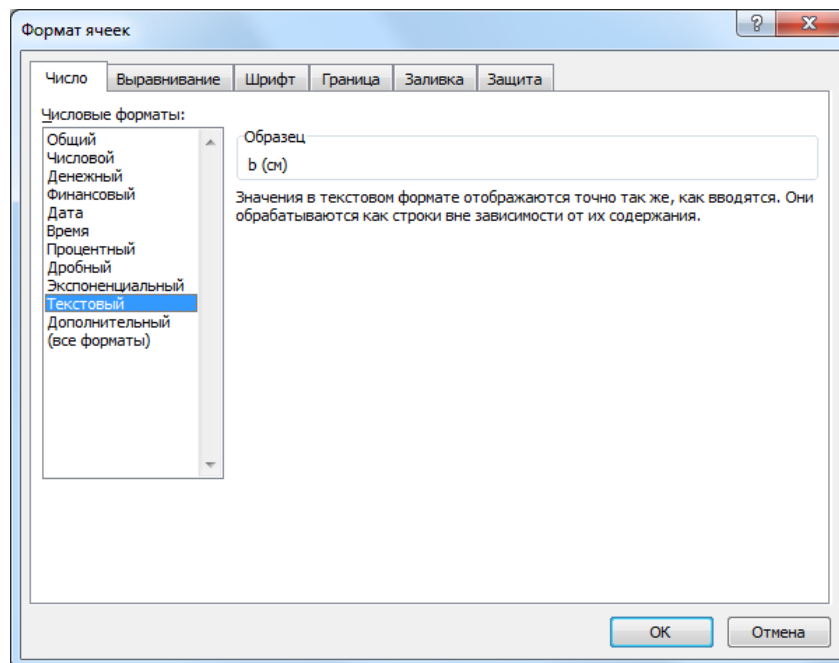 Формат ячеек
Число Выравнивание Шрифт Граница Заливка Защита
Числовые форматы:
Общий
Числовой
Денежный
Финансовый
Дата
Время
Процентный
Дробный
Экспоненциальный
Текстовый
Дополнительный
(все форматы)
Образец
b (см)
Значения в текстовом формате отображаются точно так же, как вводятся. Они
обрабатываются как строки вне зависимости от их содержания.
ОК Отмена